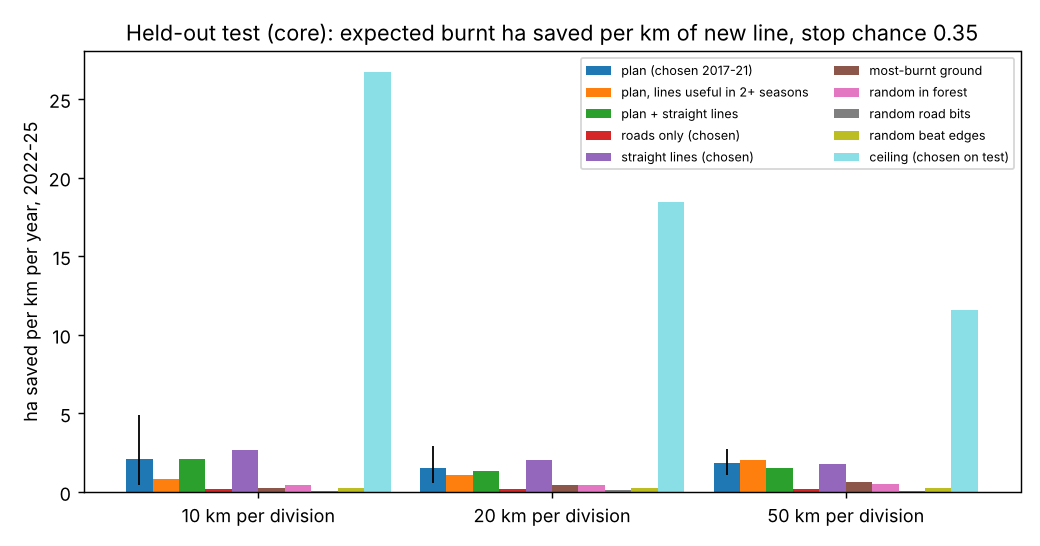 Held-out test (core): expected burnt ha saved per km of new line, stop chance 0.35
ha saved per km per year, 2022-25
25
20
15
10
5
0
plan (chosen 2017-21)
plan, lines useful in 2+ seasons
plan + straight lines
roads only (chosen)
straight lines (chosen)
most-burnt ground
random in forest
random road bits
random beat edges
ceiling (chosen on test)
10 km per division
20 km per division
50 km per division